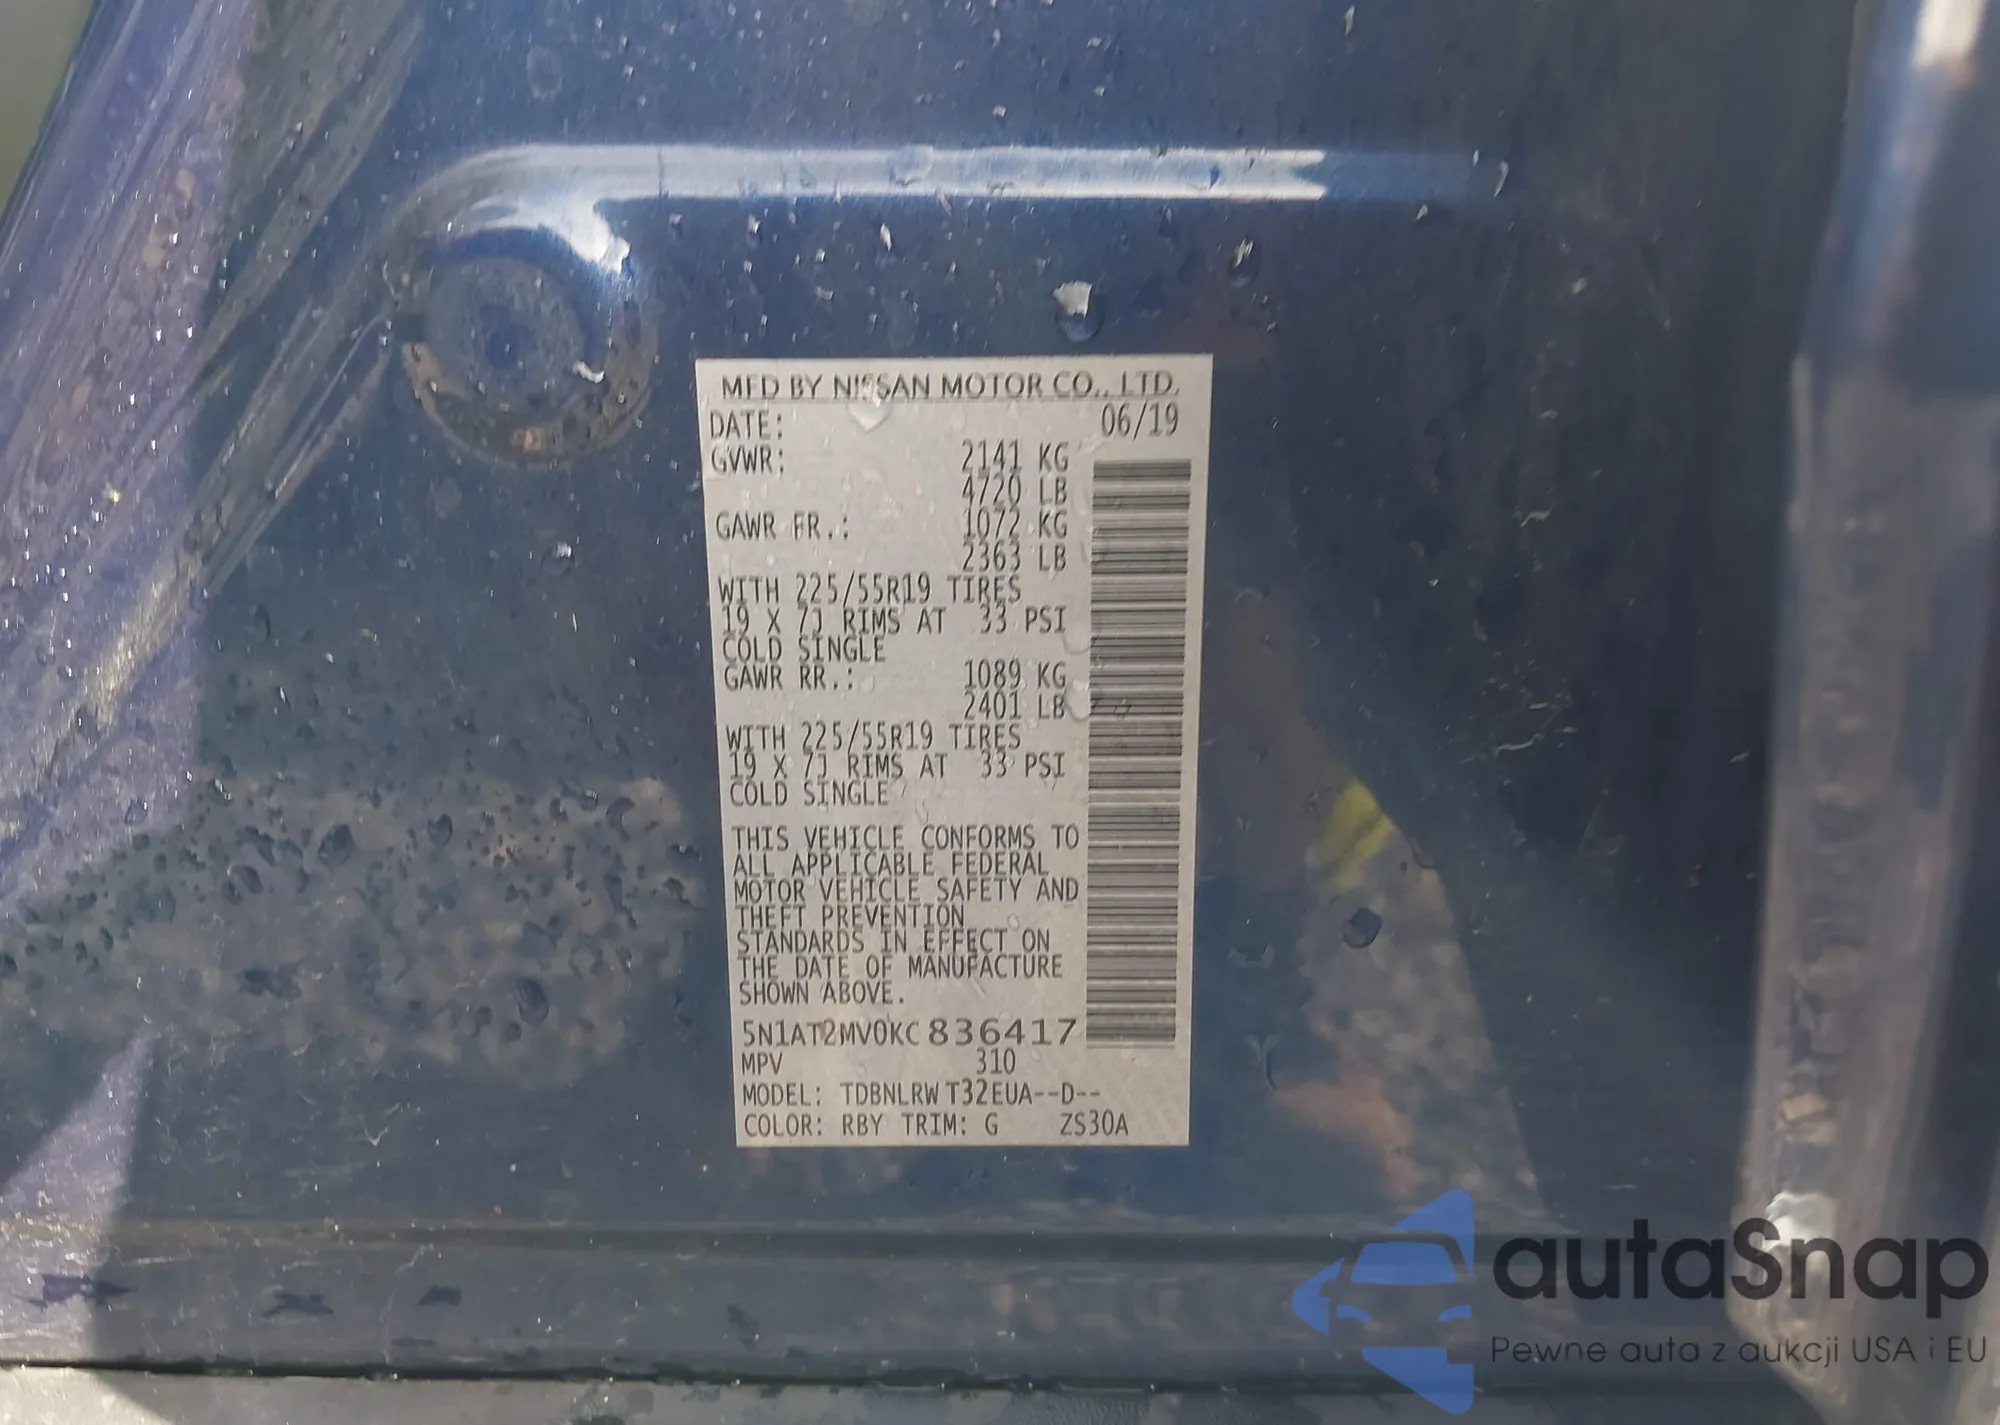 MFD BY NISSAN MOTOR CO., LTD.
DATE: 06/19
GVWR: 2141 KG
4720 LB
GAWR FR.: 1072 KG
2363 LB
WITH 225/55R19 TIRES
19 X 7J RIMS AT 33 PSI
COLD SINGLE
GAWR RR.: 1089 KG
2401 LB
WITH 225/55R19 TIRES
19 X 7J RIMS AT 33 PSI
COLD SINGLE
THIS VEHICLE CONFORMS TO
ALL APPLICABLE FEDERAL
MOTOR VEHICLE SAFETY AND
THEFT PREVENTION
STANDARDS IN EFFECT ON
THE DATE OF MANUFACTURE
SHOWN ABOVE.
5N1AT2MV0KC836417
MPV 310
MODEL: TDBNLRW T32EUA--D--
COLOR: RBY TRIM: G ZS30A
autaSnap
Pewne auta z aukcji USA i EU